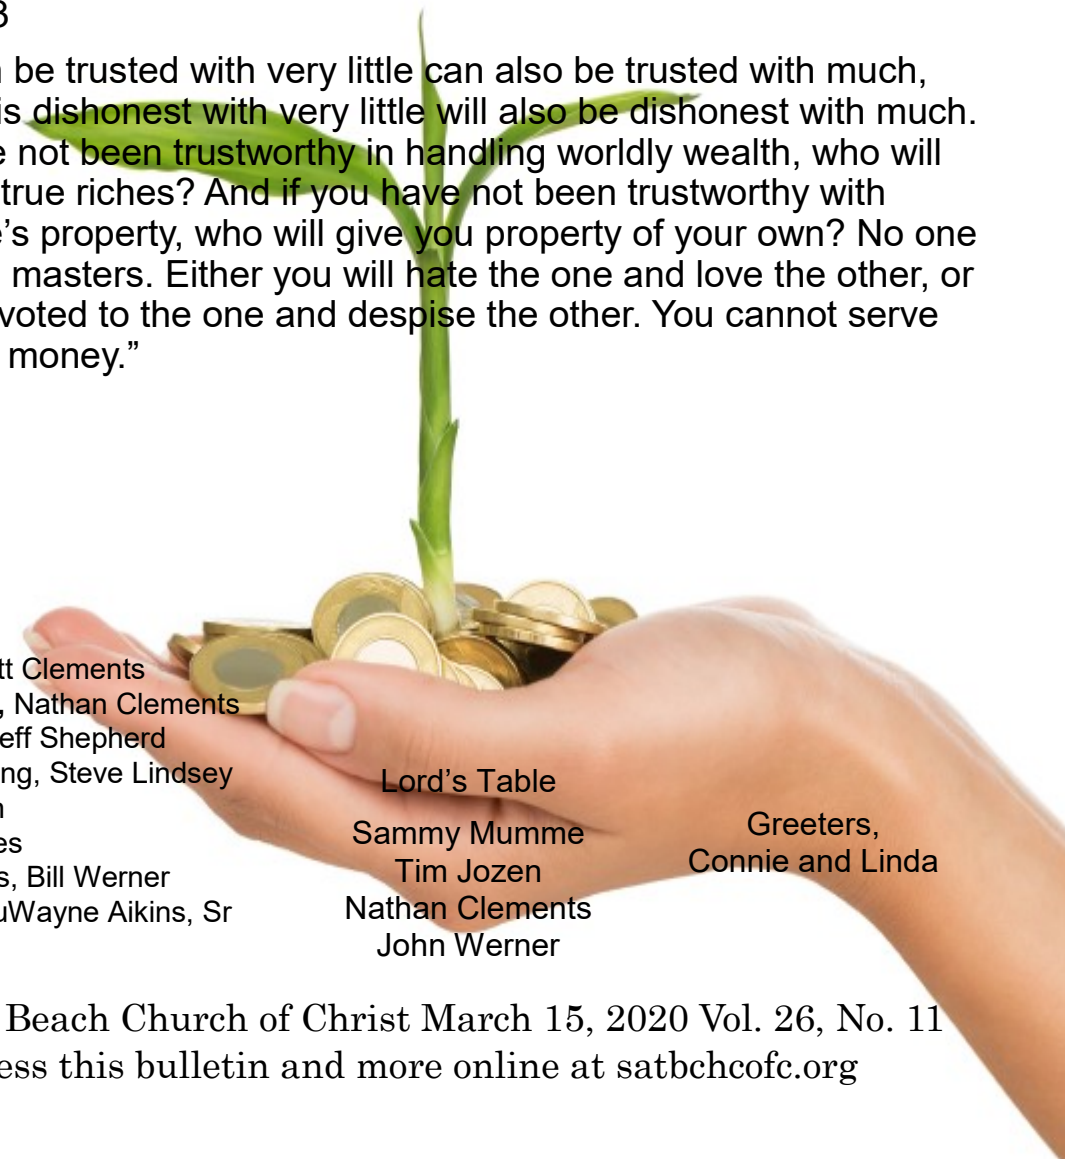 3
be trusted with very little can also be trusted with much,
is dishonest with very little will also be dishonest with much.
e not been trustworthy in handling worldly wealth, who will
true riches? And if you have not been trustworthy with
e’s property, who will give you property of your own? No one
masters. Either you will hate the one and love the other, or
voted to the one and despise the other. You cannot serve
money.”
tt Clements
, Nathan Clements
eff Shepherd
ng, Steve Lindsey
n
es
s, Bill Werner
uWayne Aikins, Sr
Lord’s Table
Sammy Mumme
Tim Jozen
Nathan Clements
John Werner
Greeters,
Connie and Linda
Beach Church of Christ March 15, 2020 Vol. 26, No. 11
ess this bulletin and more online at satbchcofc.org